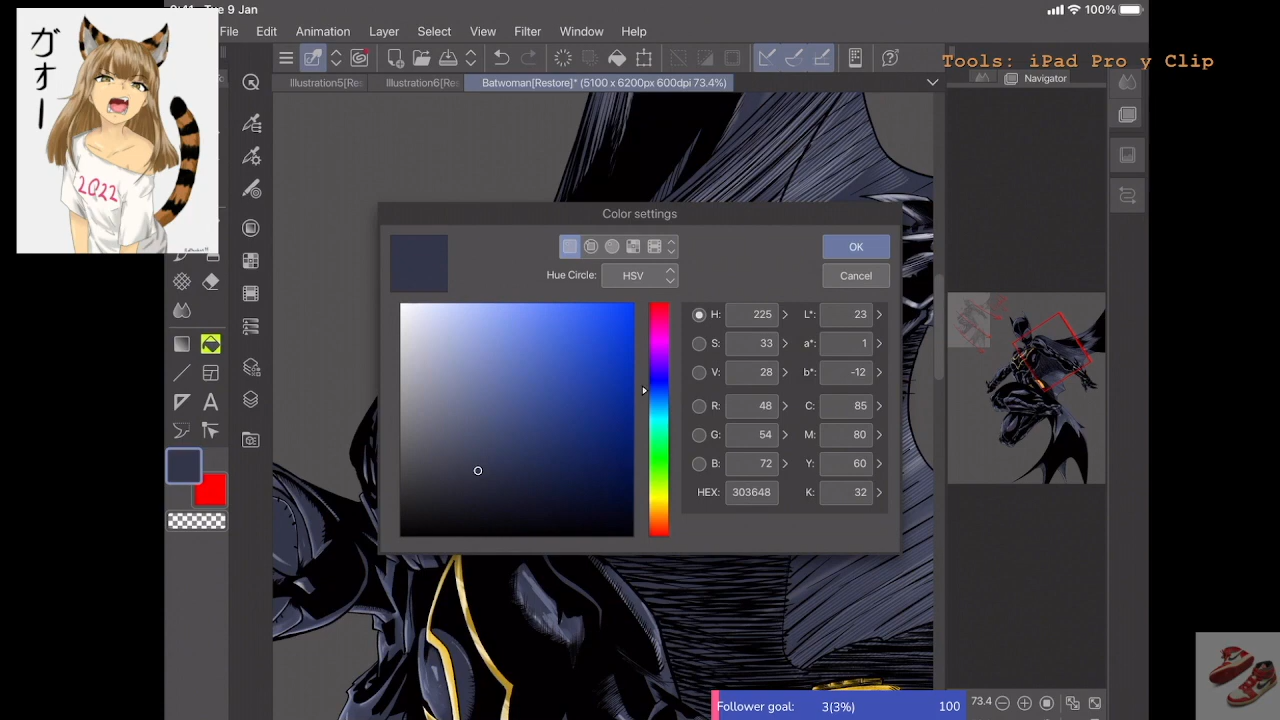 Tue 9 Jan
100%
File Edit Animation Layer Select View Filter Window Help
ガオー
2022
Tools: iPad Pro y Clip
Illustration5[Re
Illustration6[Re
Batwoman[Restore]* (5100 x 6200px 600dpi 73.4%)
Navigator
Color settings
OK
Hue Circle: HSV
Cancel
H: 225 L*: 23
S: 33 a*: 1
V: 28 b*: -12
R: 48 C: 85
G: 54 M: 80
B: 72 Y: 60
HEX: 303648 K: 32
A
73.4
Follower goal: 3(3%) 100